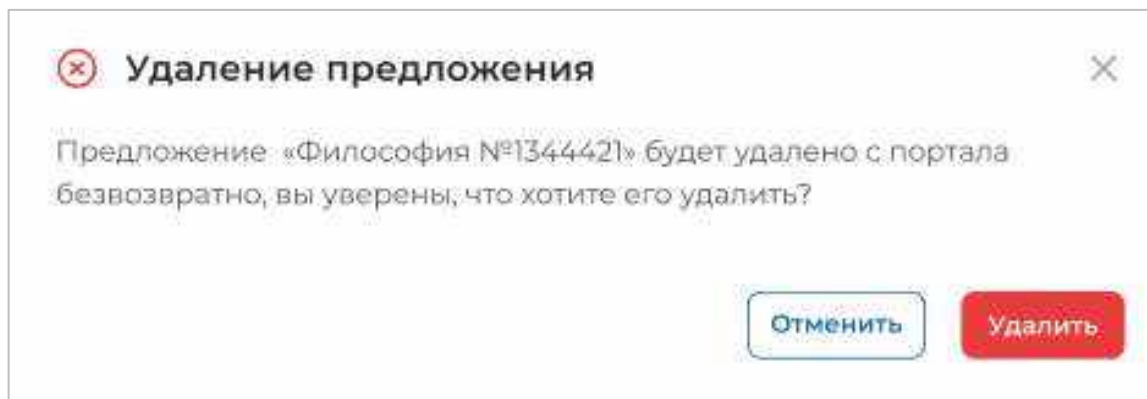 Удаление предложения
Предложение «Философия №1344421» будет удалено с портала
безвозвратно, вы уверены, что хотите его удалить?
Отменить Удалить